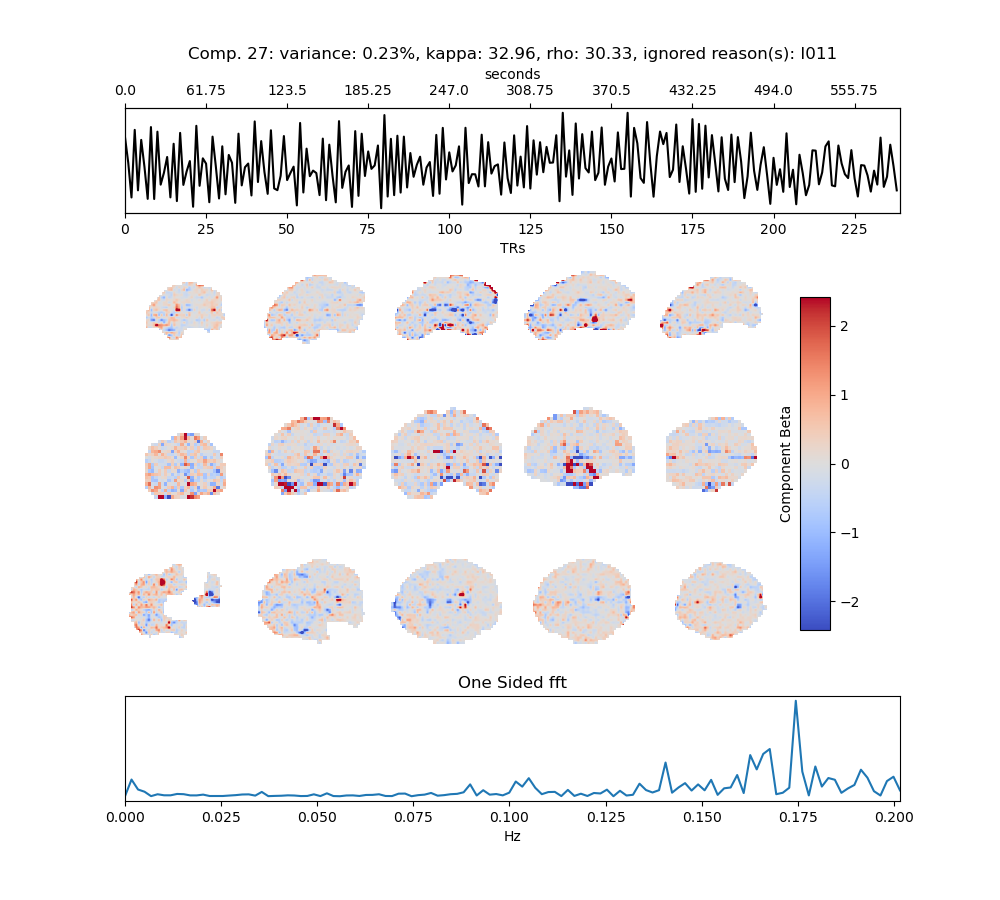 Comp. 27: variance: 0.23%, kappa: 32.96, rho: 30.33, ignored reason(s): I011
seconds
0.0 61.75 123.5 185.25 247.0 308.75 370.5 432.25 494.0 555.75
0 25 50 75 100 125 150 175 200 225
TRs
2
1
0
−1
−2
Component Beta
One Sided fft
0.000 0.025 0.050 0.075 0.100 0.125 0.150 0.175 0.200
Hz